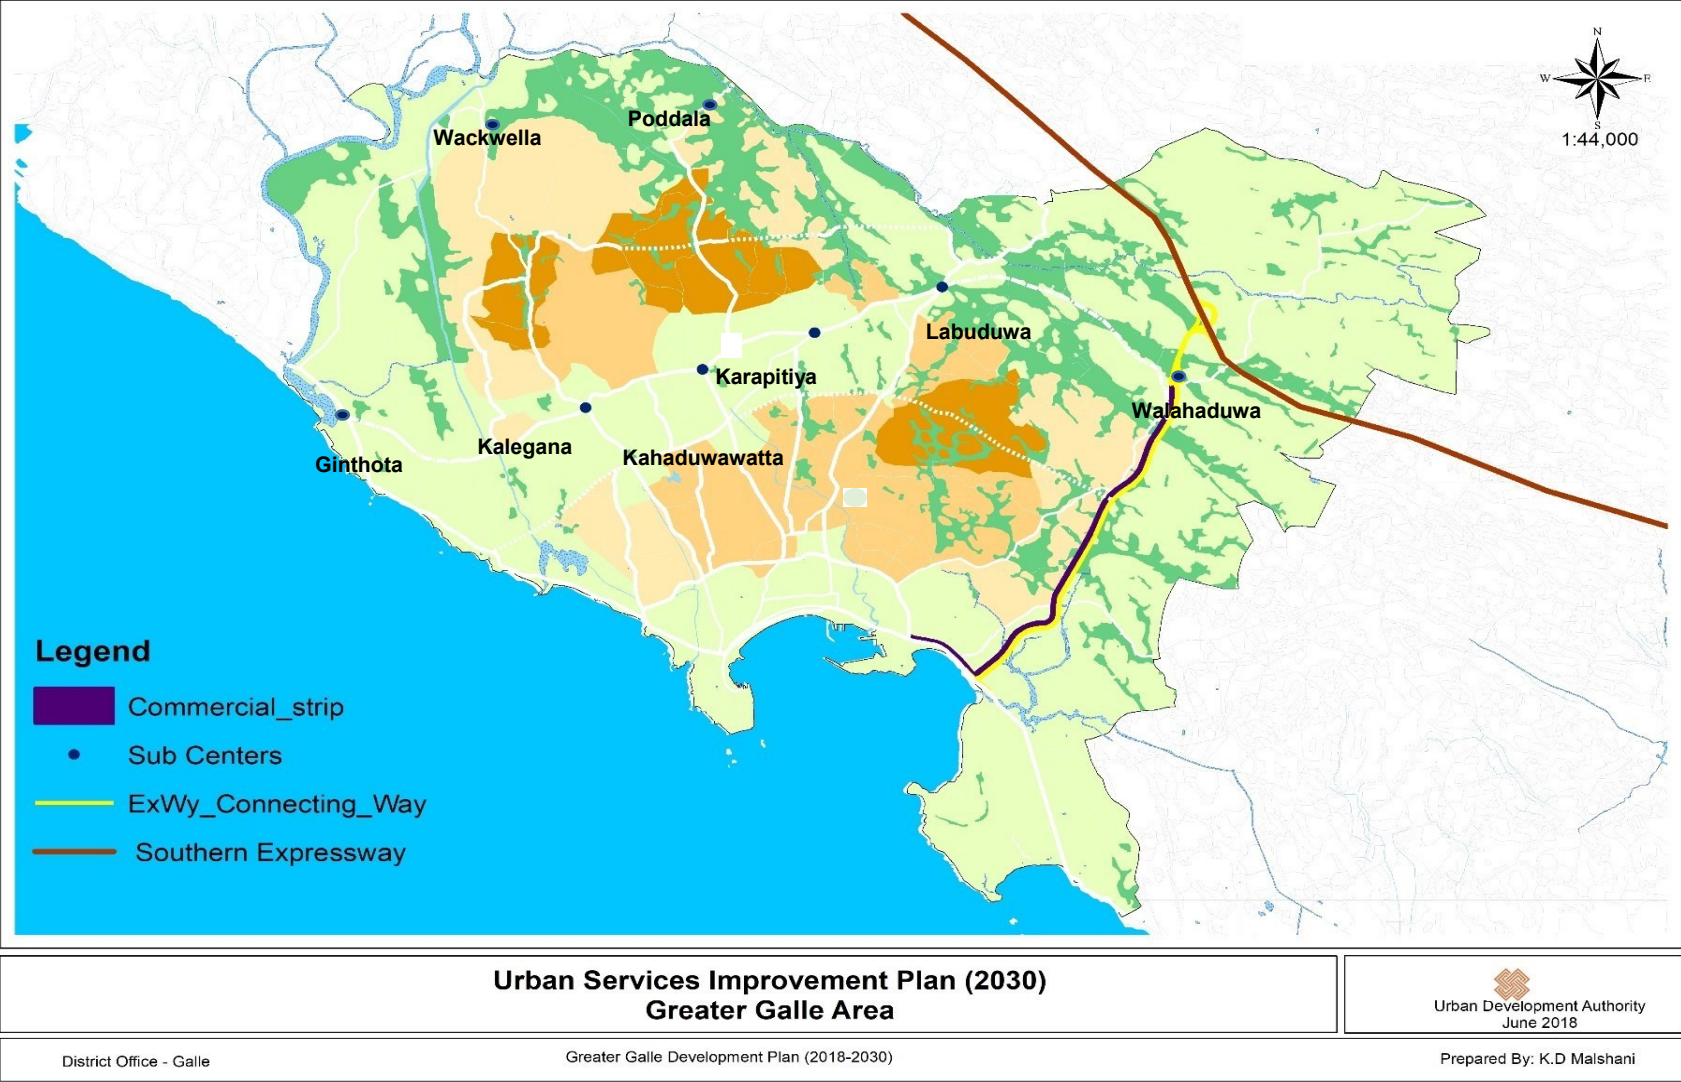 N
W E
S
1:44,000
Poddala
Wackwella
Labuduwa
Karapitiya
Walahaduwa
Kalegana
Kahaduwawatta
Ginthota
Legend
Commercial_strip
Sub Centers
ExWy_Connecting_Way
Southern Expressway
Urban Services Improvement Plan (2030)
Greater Galle Area
Urban Development Authority
June 2018
District Office - Galle
Greater Galle Development Plan (2018-2030)
Prepared By: K.D Malshani